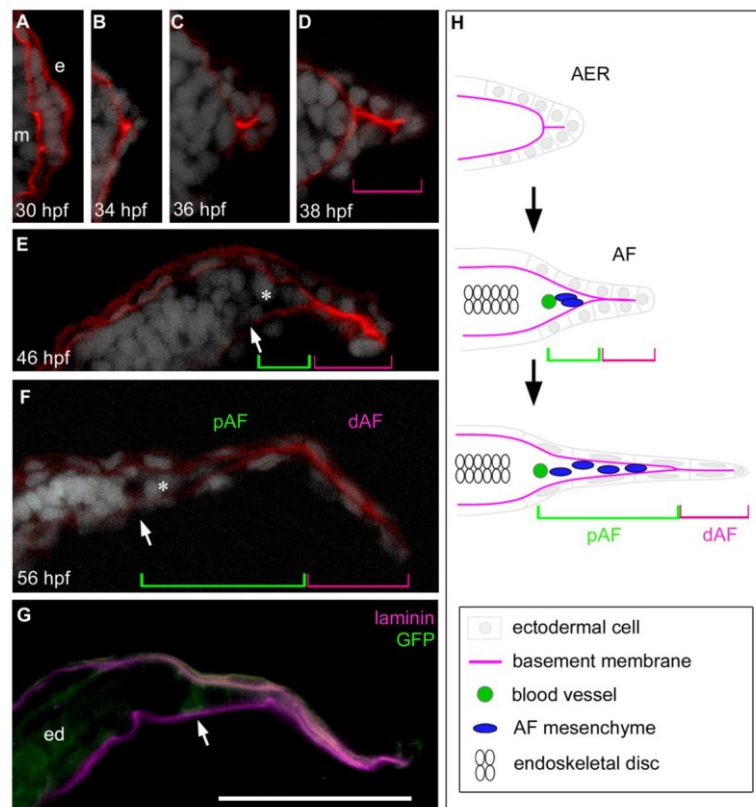 A
B
C
D
H
e
m
30 hpf
34 hpf
36 hpf
38 hpf
E
*
46 hpf
F
pAF
dAF
*
56 hpf
G
laminin
GFP
ed
AER
AF
pAF
dAF
ectodermal cell
basement membrane
blood vessel
AF mesenchyme
endoskeletal disc